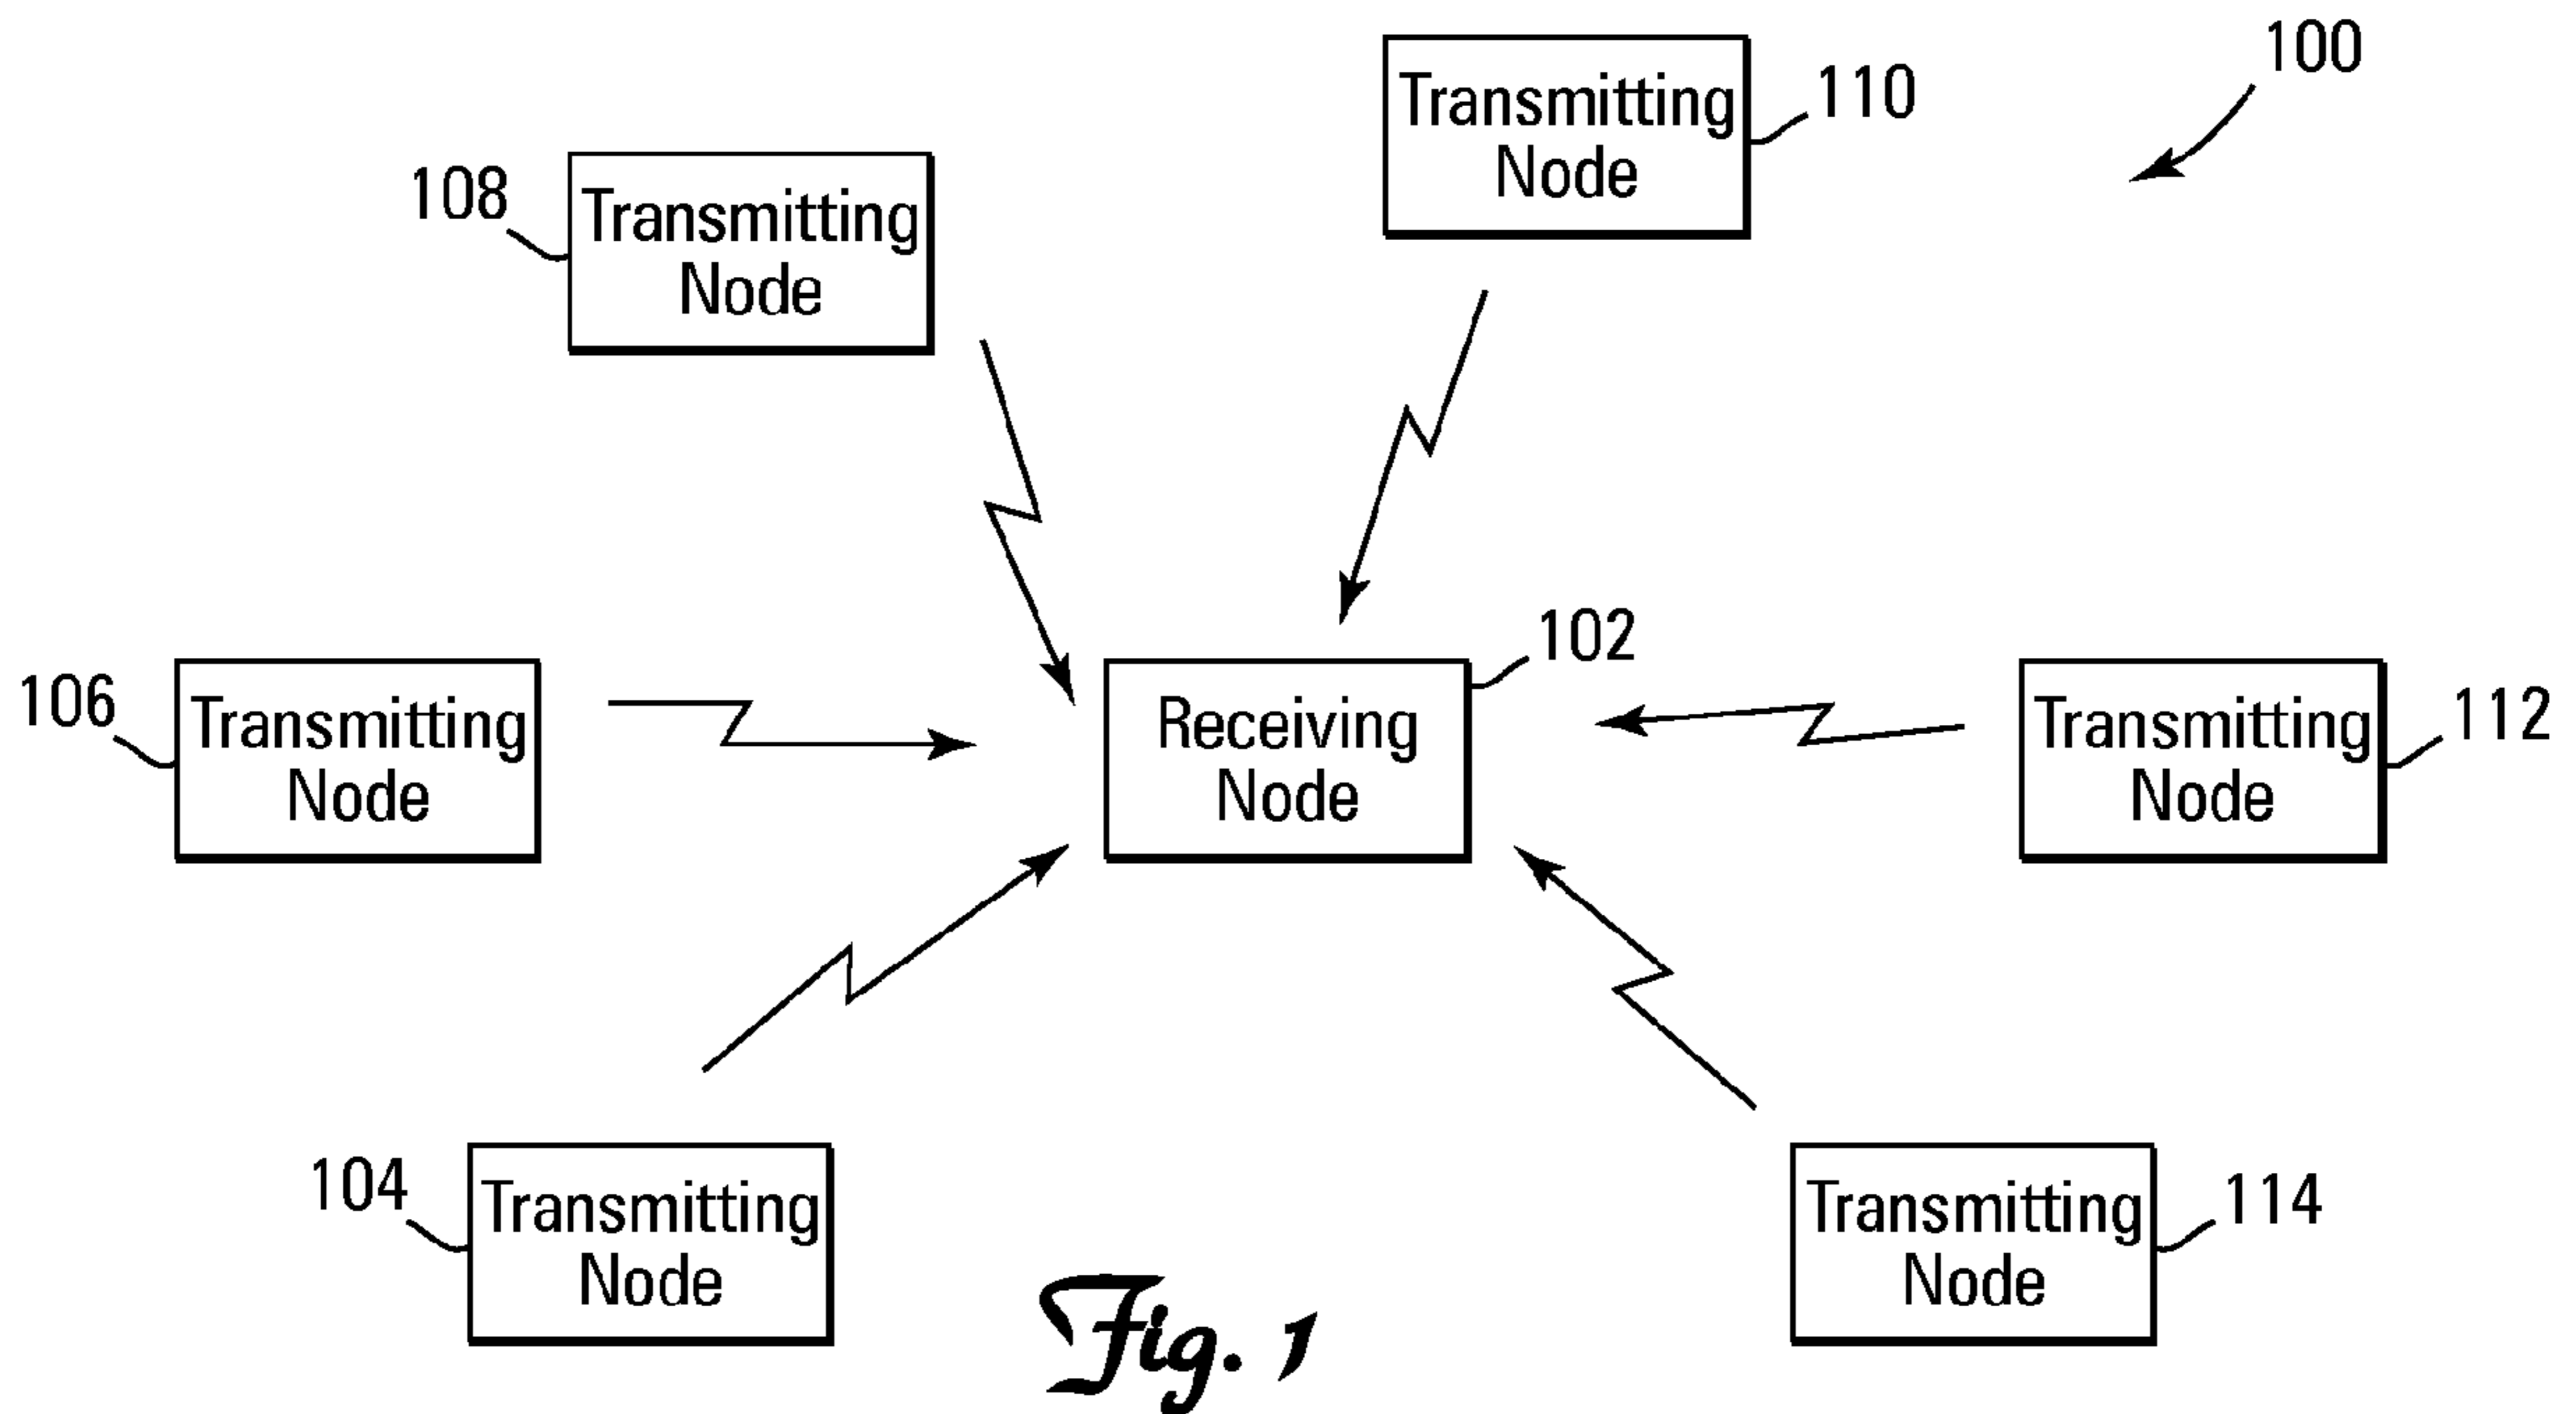 100
110
Transmitting
Node
108
Transmitting
Node
102
106
Transmitting
Node
Receiving
Node
112
Transmitting
Node
104
Transmitting
Node
114
Transmitting
Node
Fig. 1